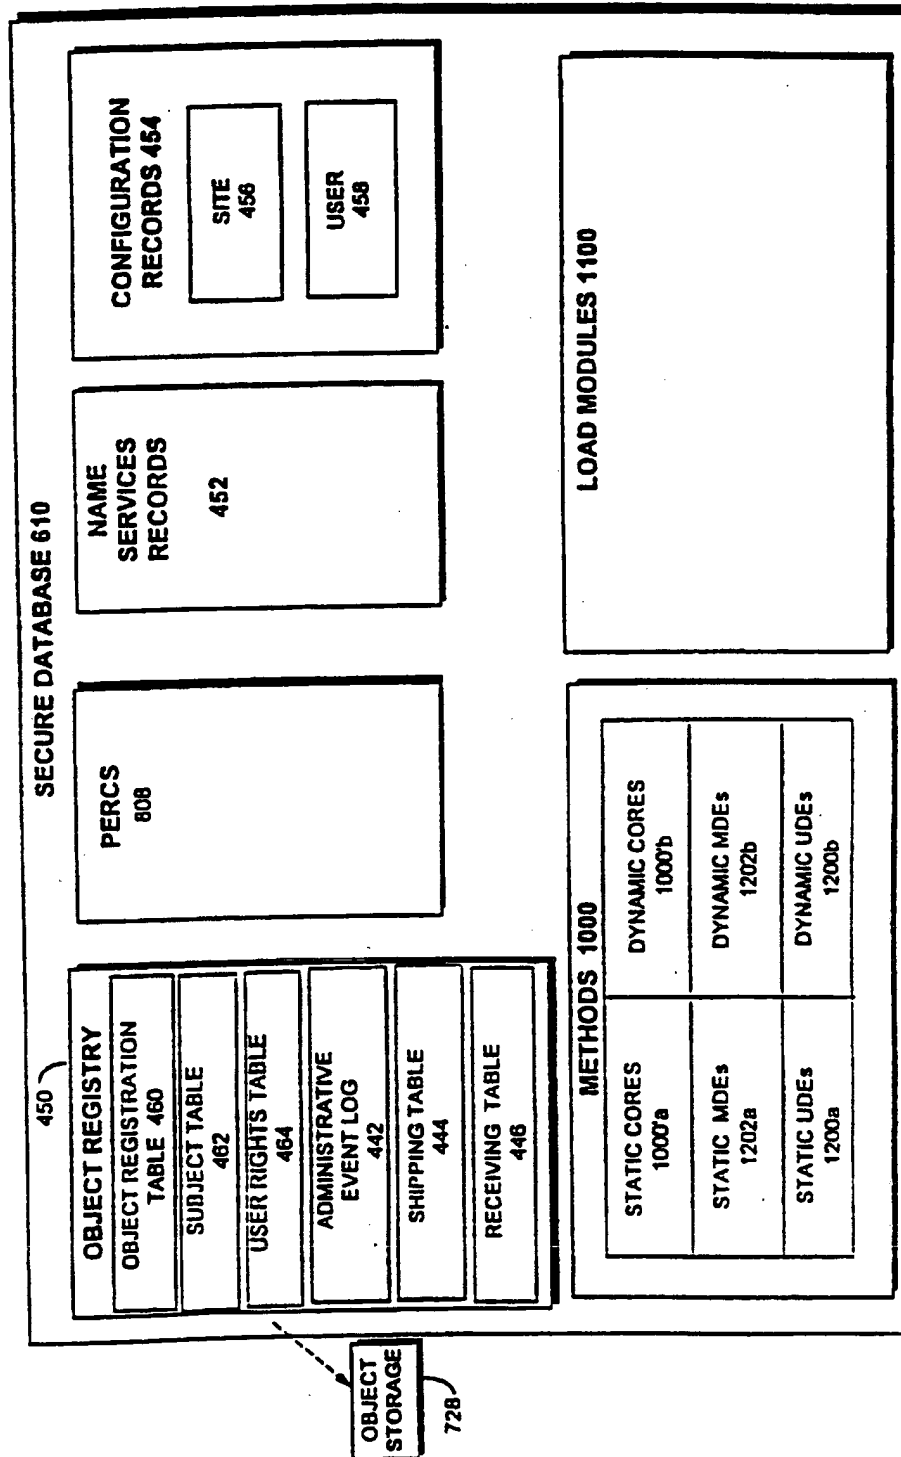 SECURE DATABASE 610
450
OBJECT REGISTRY
OBJECT REGISTRATION
TABLE 460
SUBJECT TABLE
462
USER RIGHTS TABLE
464
ADMINISTRATIVE
EVENT LOG
442
SHIPPING TABLE
444
RECEIVING TABLE
446
PERCS
808
NAME
SERVICES
RECORDS
452
CONFIGURATION
RECORDS 454
SITE
456
USER
458
OBJECT
STORAGE
728
METHODS 1000
STATIC CORES
1000'a
DYNAMIC CORES
1000'b
STATIC MDEs
1202a
DYNAMIC MDEs
1202b
STATIC UDEs
1200a
DYNAMIC UDEs
1200b
LOAD MODULES 1100